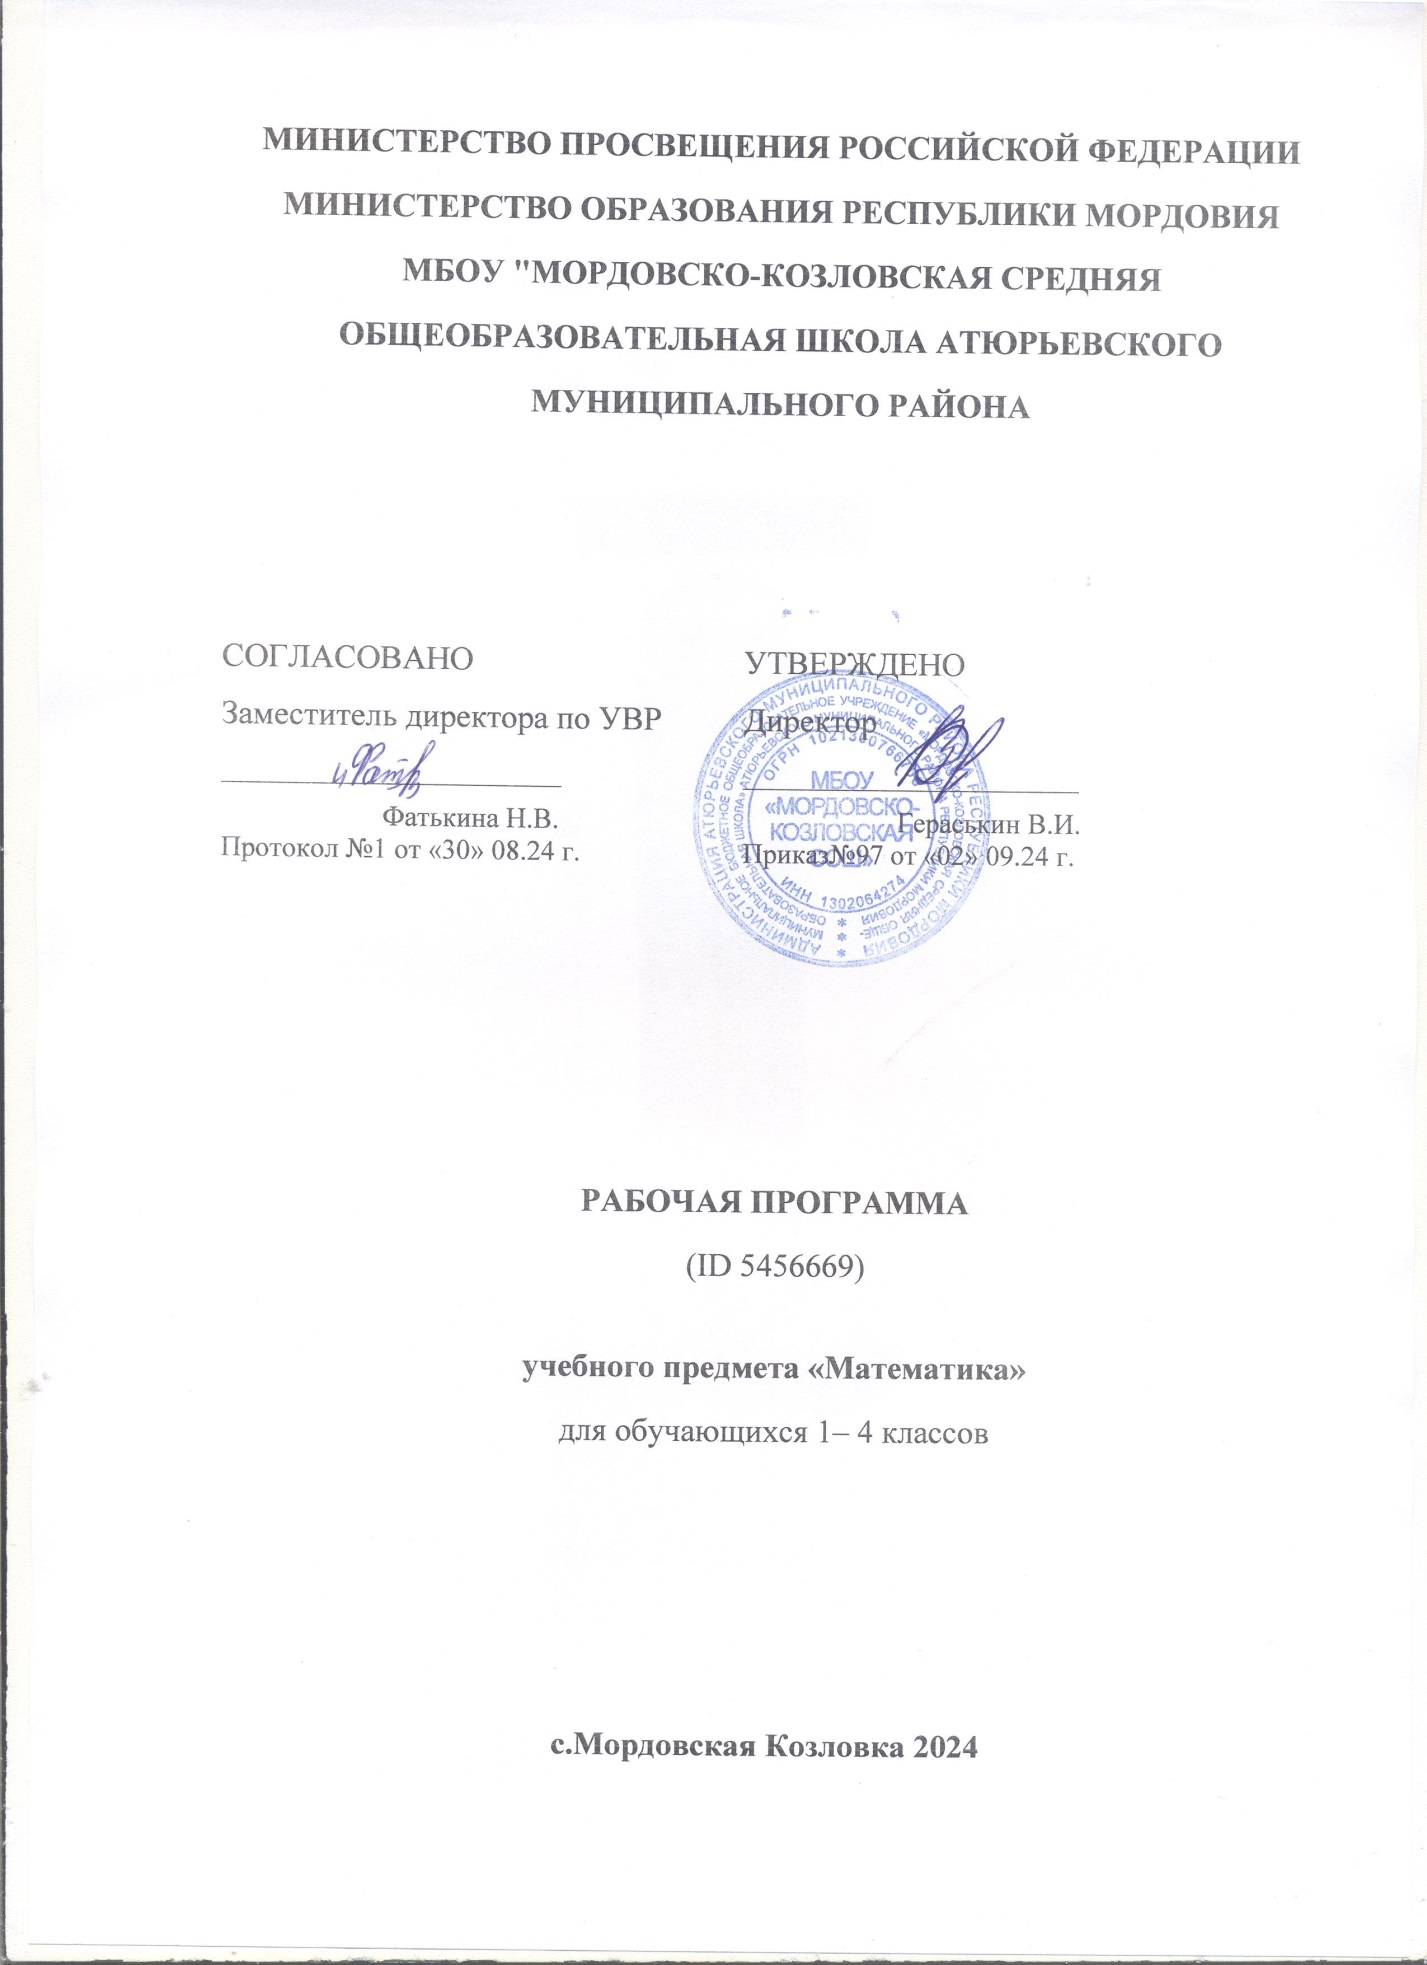 МИНИСТЕРСТВО ПРОСВЕЩЕНИЯ РОССИЙСКОЙ ФЕДЕРАЦИИ
МИНИСТЕРСТВО ОБРАЗОВАНИЯ РЕСПУБЛИКИ МОРДОВИЯ
МБОУ "МОРДОВСКО-КОЗЛОВСКАЯ СРЕДНЯЯ
ОБЩЕОБРАЗОВАТЕЛЬНАЯ ШКОЛА АТЮРЬЕВСКОГО
МУНИЦИПАЛЬНОГО РАЙОНА
СОГЛАСОВАНО
Заместитель директора по УВР
Фатькина Н.В.
Протокол №1 от «30» 08.24 г.
УТВЕРЖДЕНО
Директор
Гераськин В.И.
Приказ№97 от «02» 09.24 г.
МБОУ
«МОРДОВСКО-
КОЗЛОВСКАЯ
СОШ»
ИНН 1302064274
РАБОЧАЯ ПРОГРАММА
(ID 5456669)
учебного предмета «Математика»
для обучающихся 1– 4 классов
с.Мордовская Козловка 2024